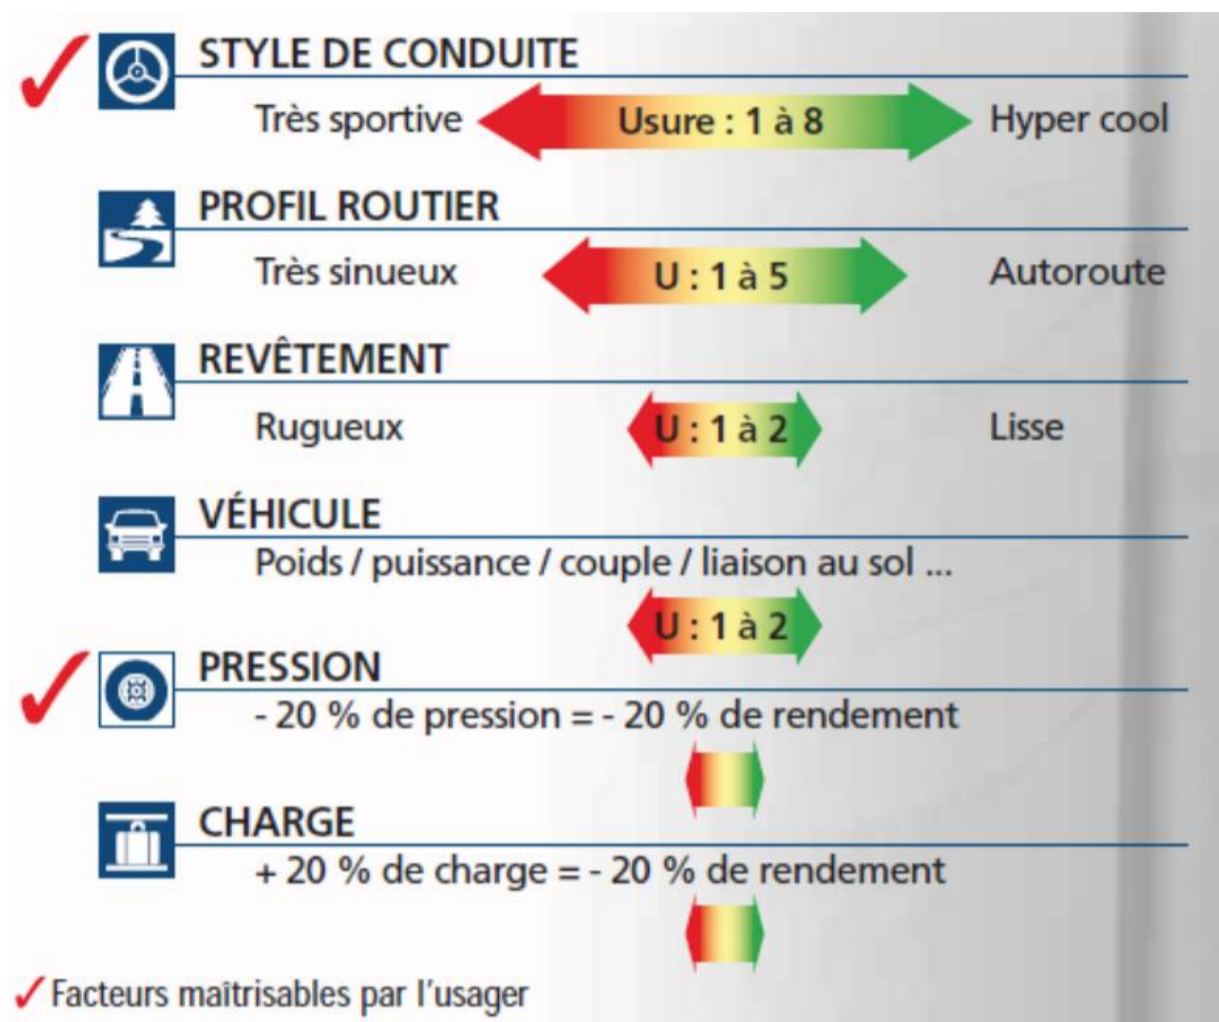 STYLE DE CONDUITE
Très sportive Usure : 1 à 8 Hyper cool
PROFIL ROUTIER
Très sinueux U : 1 à 5 Autoroute
REVÊTEMENT
Rugueux U : 1 à 2 Lisse
VÉHICULE
Poids / puissance / couple / liaison au sol ...
U : 1 à 2
PRESSION
- 20 % de pression = - 20 % de rendement
CHARGE
+ 20 % de charge = - 20 % de rendement
✓ Facteurs maîtrisables par l'usager